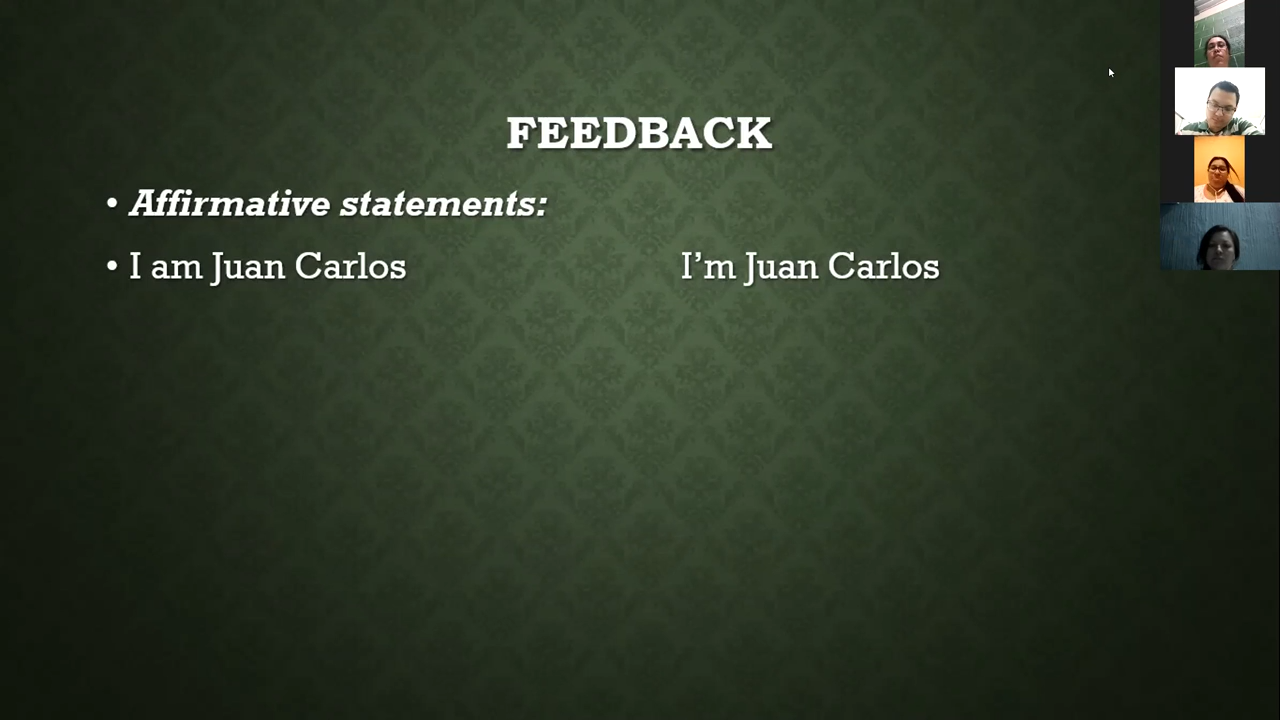 FEEDBACK
• Affirmative statements:
• I am Juan Carlos I’m Juan Carlos